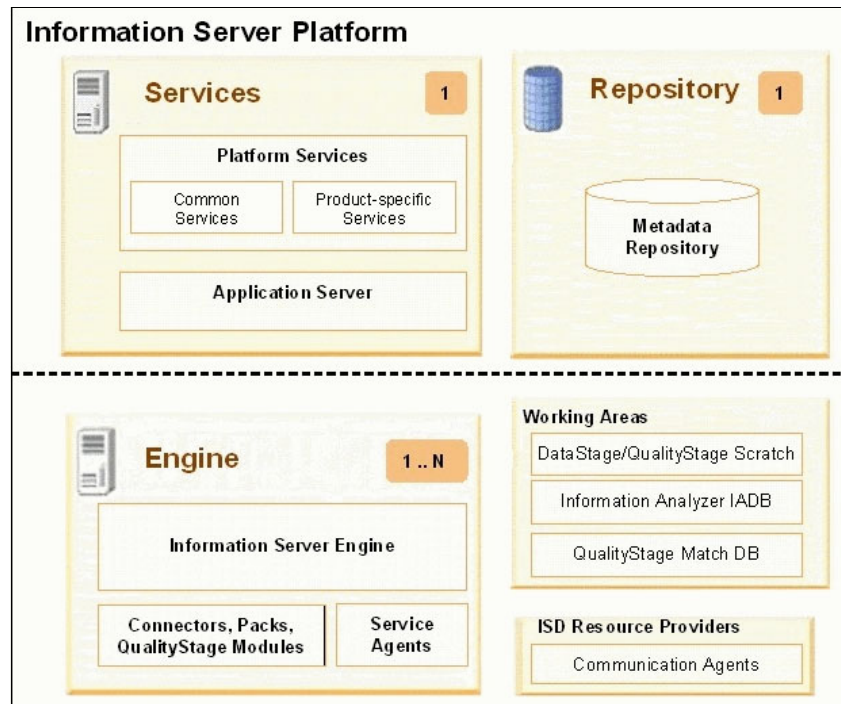 Information Server Platform
Services
1
Platform Services
Common
Services
Product-specific
Services
Application Server
Repository
1
Metadata
Repository
Engine
1 .. N
Information Server Engine
Connectors, Packs,
QualityStage Modules
Service
Agents
Working Areas
DataStage/QualityStage Scratch
Information Analyzer IADB
QualityStage Match DB
ISD Resource Providers
Communication Agents